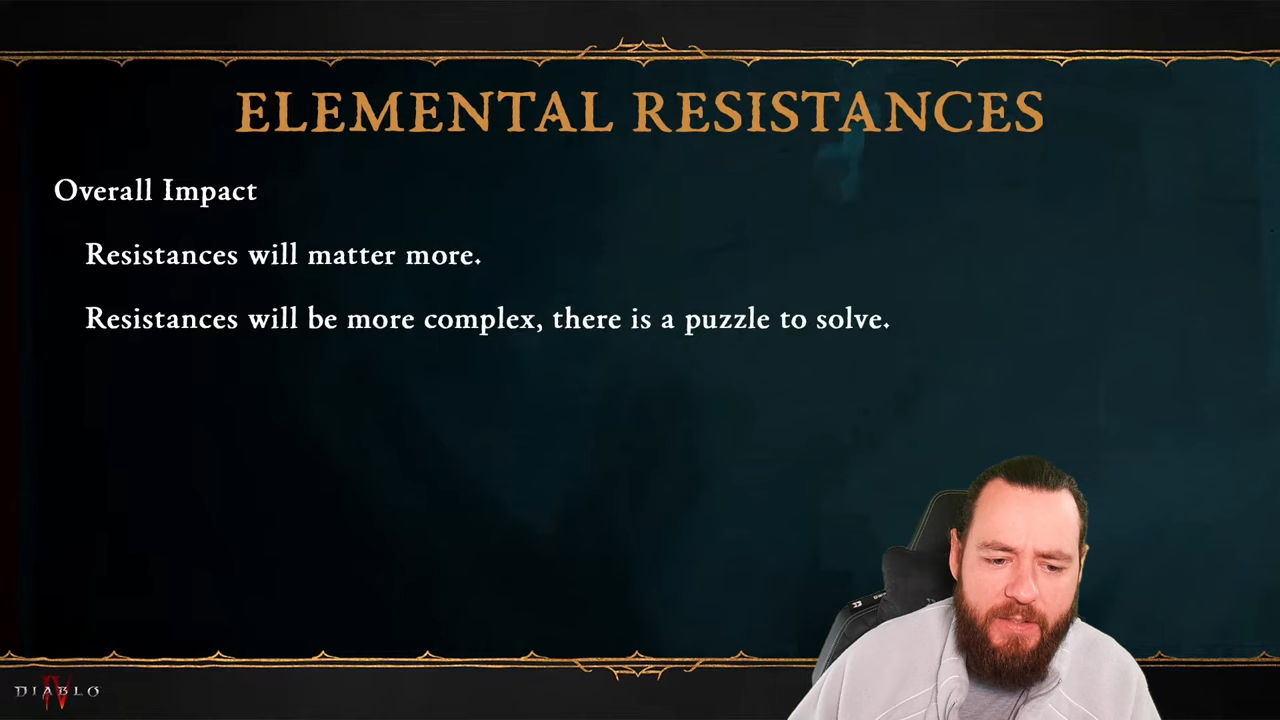 ELEMENTAL RESISTANCES
Overall Impact
Resistances will matter more.
Resistances will be more complex, there is a puzzle to solve.
DIABLO
IV